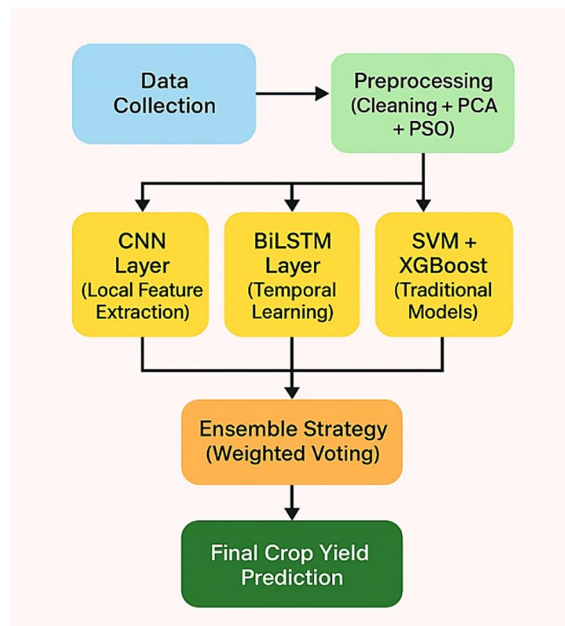 Data
Collection
Preprocessing
(Cleaning + PCA
+ PSO)
CNN
Layer
(Local Feature
Extraction)
BiLSTM
Layer
(Temporal
Learning)
SVM +
XGBoost
(Traditional
Models)
Ensemble Strategy
(Weighted Voting)
Final Crop Yield
Prediction